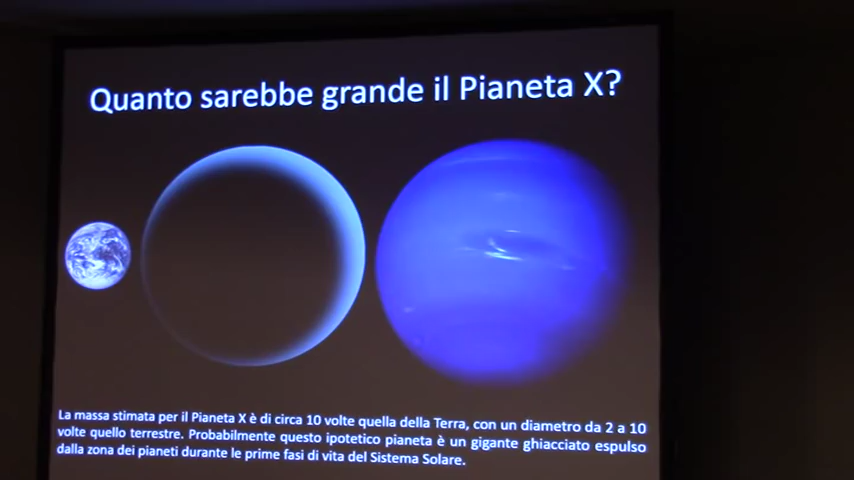 Quanto sarebbe grande il Pianeta X?
La massa stimata per il Pianeta X è di circa 10 volte quella della Terra, con un diametro da 2 a 10
volte quello terrestre. Probabilmente questo ipotetico pianeta è un gigante ghiacciato espulso
dalla zona dei pianeti durante le prime fasi di vita del Sistema Solare.